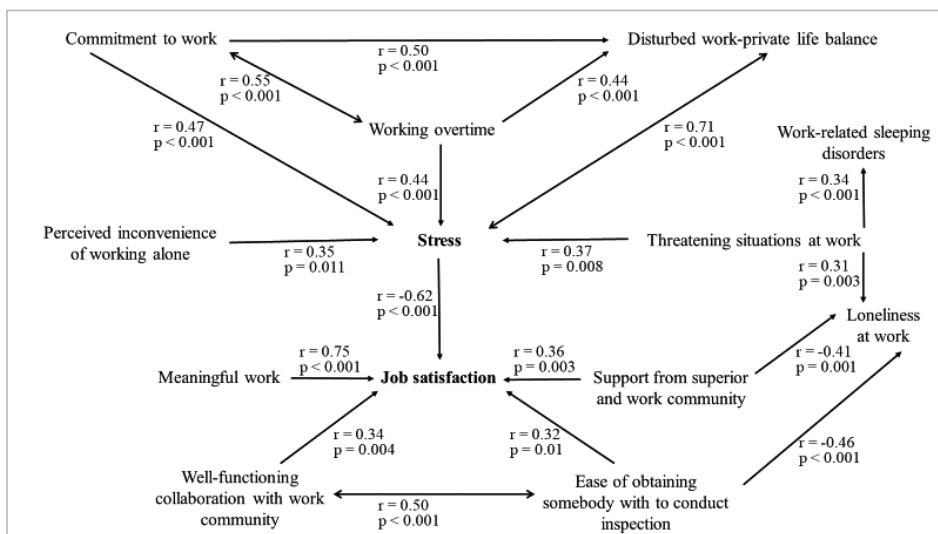 Commitment to work
Disturbed work-private life balance
r = 0.50
p < 0.001
r = 0.55
p < 0.001
r = 0.44
p < 0.001
r = 0.47
p < 0.001
Working overtime
r = 0.71
p < 0.001
Work-related sleeping
disorders
r = 0.44
p < 0.001
r = 0.34
p < 0.001
Perceived inconvenience
of working alone
Stress
Threatening situations at work
r = 0.35
p = 0.011
r = 0.37
p = 0.008
r = 0.31
p = 0.003
r = -0.62
p < 0.001
Loneliness
at work
r = 0.75
p < 0.001
r = 0.36
p = 0.003
r = -0.41
p = 0.001
Meaningful work
Job satisfaction
Support from superior
and work community
r = 0.34
p = 0.004
r = 0.32
p = 0.01
r = -0.46
p < 0.001
Well-functioning
collaboration with work
community
Ease of obtaining
somebody with to conduct
inspection
r = 0.50
p < 0.001